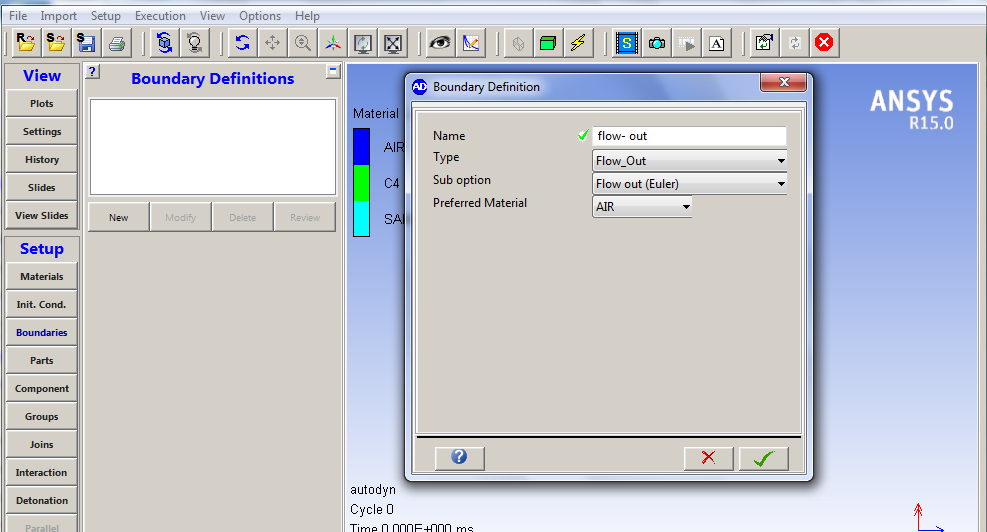 File Import Setup Execution View Options Help
View
Plots
Settings
History
Slides
View Slides
Setup
Materials
Init. Cond.
Boundaries
Parts
Component
Groups
Joins
Interaction
Detonation
Parallel
?
Boundary Definitions
New Modify Delete Review
Material
AIR
C4
SA
ANSYS
R15.0
AD Boundary Definition
Name flow- out
Type Flow_Out
Sub option Flow out (Euler)
Preferred Material AIR
?
autodyn
Cycle 0
Time 0.000E+000 ms